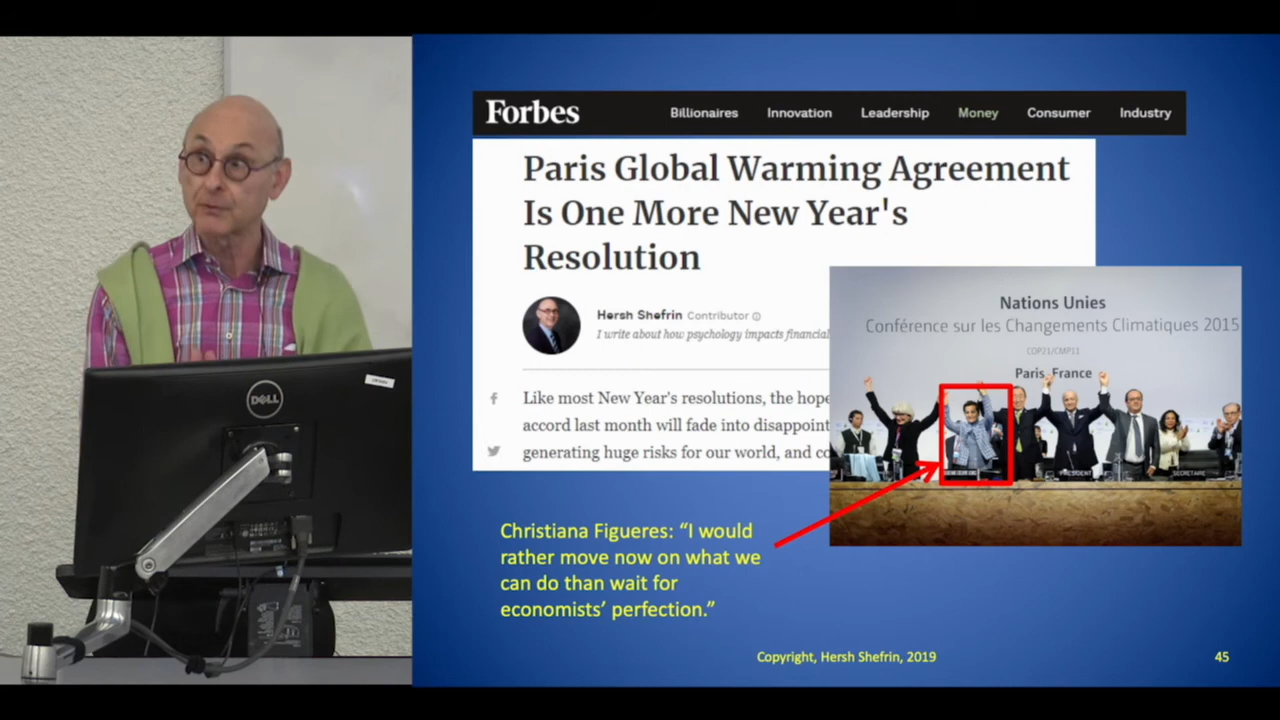 Forbes Billionaires Innovation Leadership Money Consumer Industry
Paris Global Warming Agreement
Is One More New Year's
Resolution
Hersh Shefrin Contributor
I write about how psychology impacts financial
Like most New Year's resolutions, the hope
accord last month will fade into disappoint
generating huge risks for our world, and co
Nations Unies
Conférence sur les Changements Climatiques 2015
COP21/CMP11
Paris, France
PRESIDENT
SECRETAIRE
Christiana Figueres: “I would
rather move now on what we
can do than wait for
economists’ perfection.”
Copyright, Hersh Shefrin, 2019
45
DELL